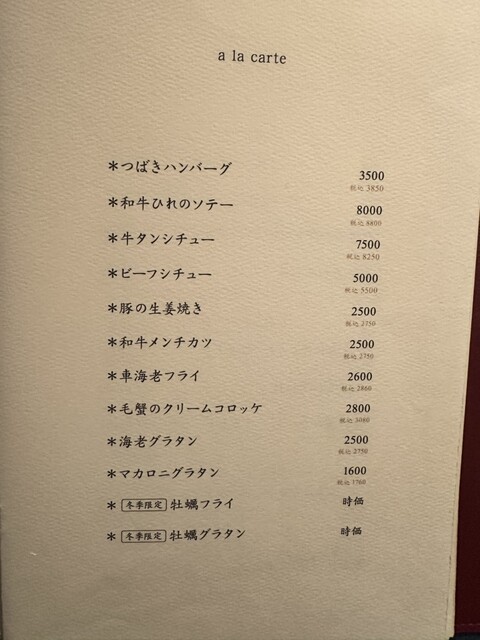 a la carte
＊つばきハンバーグ 3500
税込 3850
＊和牛ひれのソテー 8000
税込 8800
＊牛タンシチュー 7500
税込 8250
＊ビーフシチュー 5000
税込 5500
＊豚の生姜焼き 2500
税込 2750
＊和牛メンチカツ 2500
税込 2750
＊車海老フライ 2600
税込 2860
＊毛蟹のクリームコロッケ 2800
税込 3080
＊海老グラタン 2500
税込 2750
＊マカロニグラタン 1600
税込 1760
＊冬季限定 牡蠣フライ 時価
＊冬季限定 牡蠣グラタン 時価